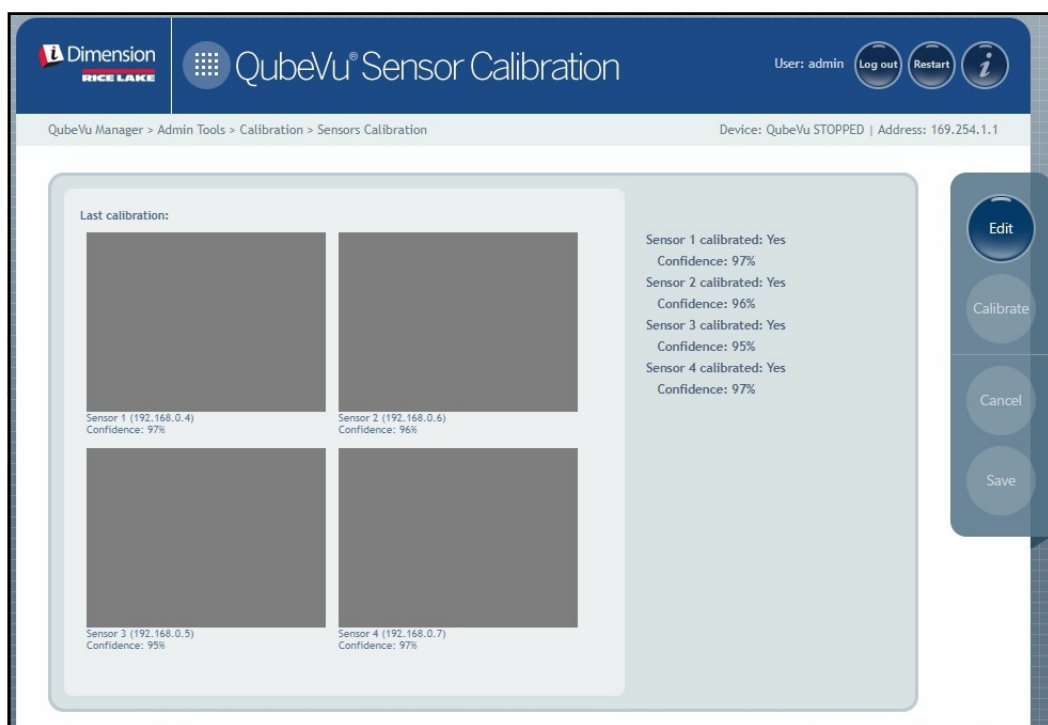 i Dimension
RICE LAKE
QubeVu® Sensor Calibration
User: admin
Log out
Restart
i
QubeVu Manager > Admin Tools > Calibration > Sensors Calibration
Device: QubeVu STOPPED | Address: 169.254.1.1
Last calibration:
Sensor 1 (192.168.0.4)
Confidence: 97%
Sensor 2 (192.168.0.6)
Confidence: 96%
Sensor 3 (192.168.0.5)
Confidence: 95%
Sensor 4 (192.168.0.7)
Confidence: 97%
Sensor 1 calibrated: Yes
Confidence: 97%
Sensor 2 calibrated: Yes
Confidence: 96%
Sensor 3 calibrated: Yes
Confidence: 95%
Sensor 4 calibrated: Yes
Confidence: 97%
Edit
Calibrate
Cancel
Save